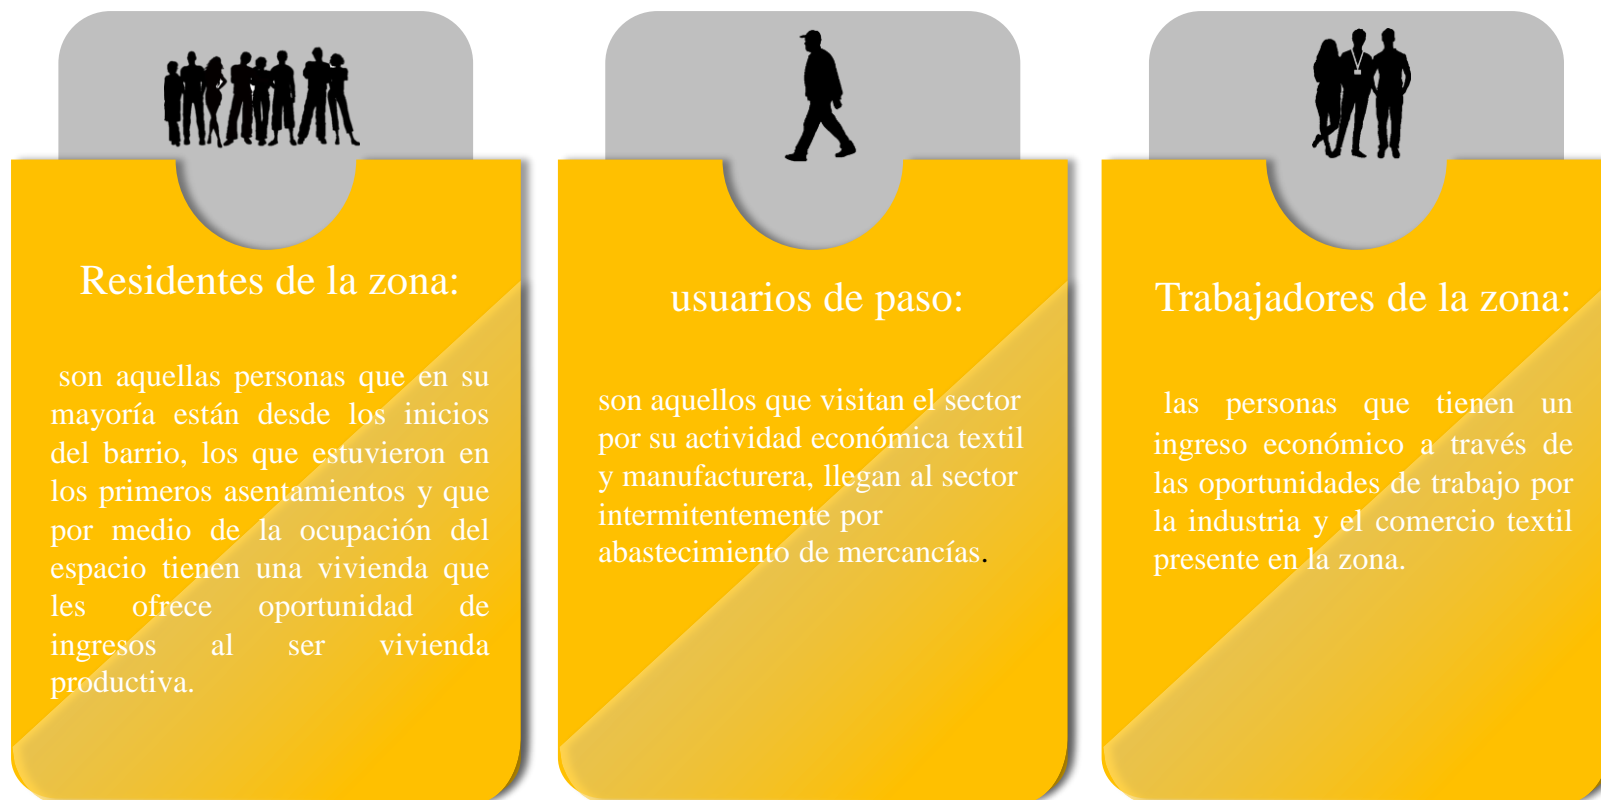 Residentes de la zona:
son aquellas personas que en su
mayoría están desde los inicios
del barrio, los que estuvieron en
los primeros asentamientos y que
por medio de la ocupación del
espacio tienen una vivienda que
les ofrece oportunidad de
ingresos al ser vivienda
productiva.
usuarios de paso:
son aquellos que visitan el sector
por su actividad económica textil
y manufacturera, llegan al sector
intermitentemente por
abastecimiento de mercancías.
Trabajadores de la zona:
las personas que tienen un
ingreso económico a través de
las oportunidades de trabajo por
la industria y el comercio textil
presente en la zona.